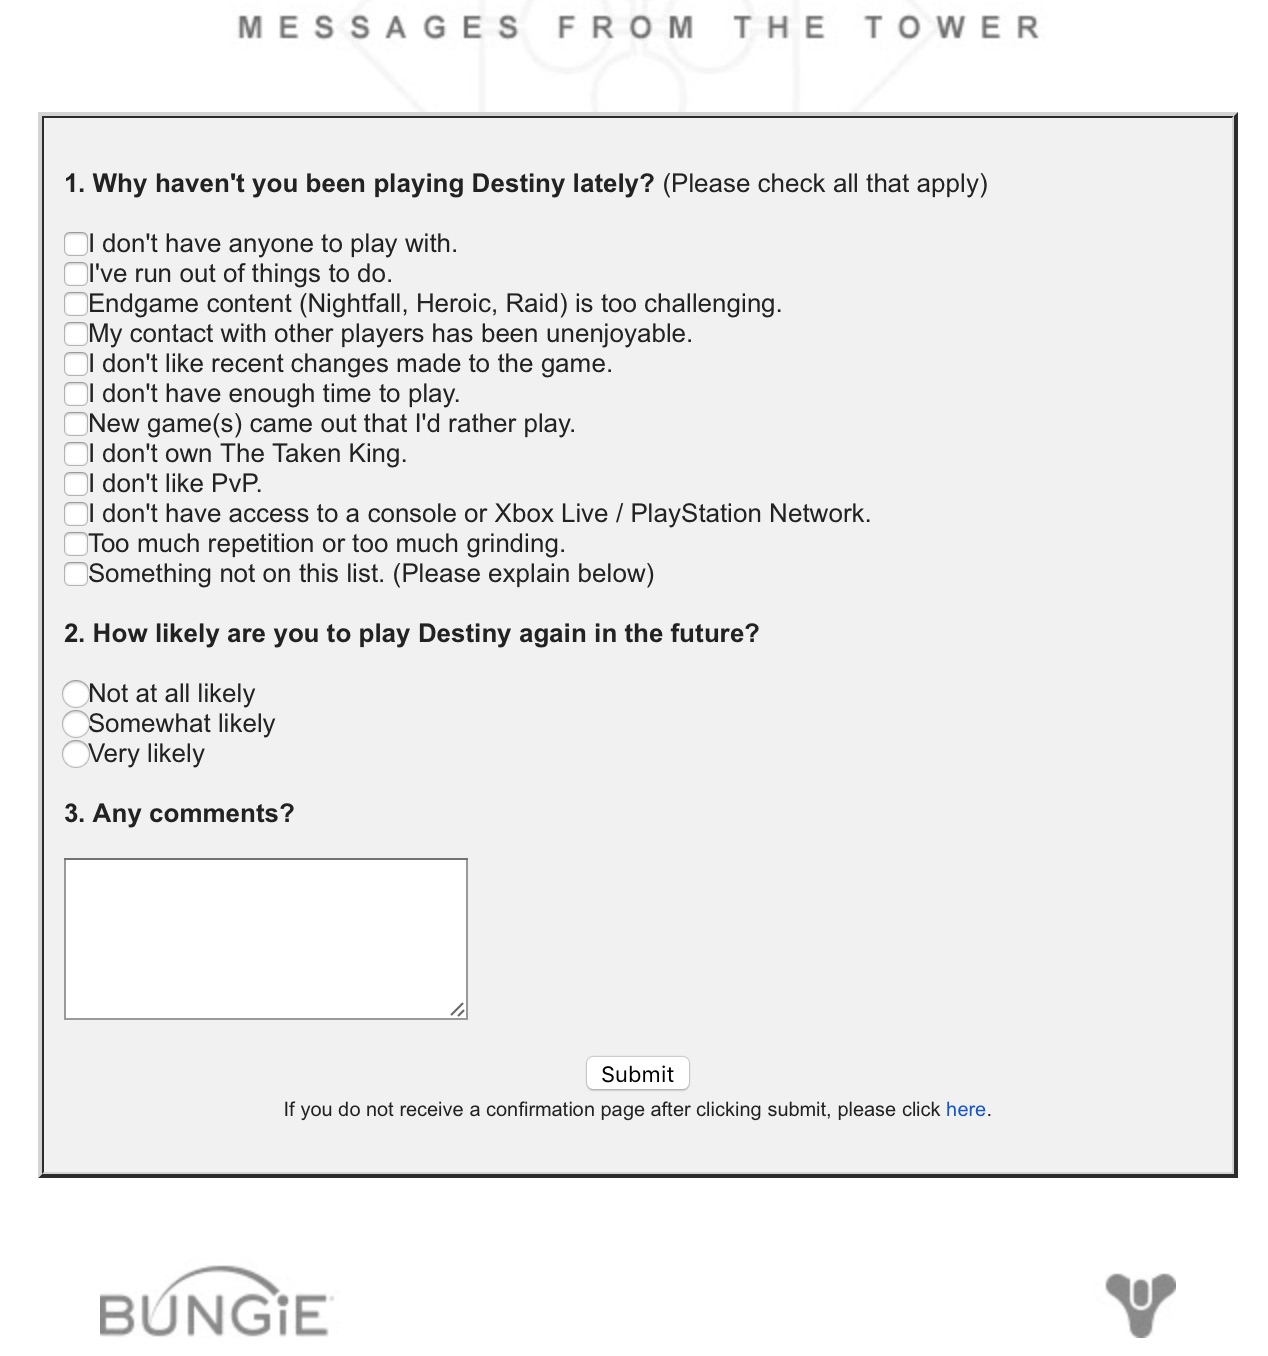 MESSAGES FROM THE TOWER
1. Why haven't you been playing Destiny lately? (Please check all that apply)
I don't have anyone to play with.
I've run out of things to do.
Endgame content (Nightfall, Heroic, Raid) is too challenging.
My contact with other players has been unenjoyable.
I don't like recent changes made to the game.
I don't have enough time to play.
New game(s) came out that I'd rather play.
I don't own The Taken King.
I don't like PvP.
I don't have access to a console or Xbox Live / PlayStation Network.
Too much repetition or too much grinding.
Something not on this list. (Please explain below)
2. How likely are you to play Destiny again in the future?
Not at all likely
Somewhat likely
Very likely
3. Any comments?
Submit
If you do not receive a confirmation page after clicking submit, please click here.
BUNGiE